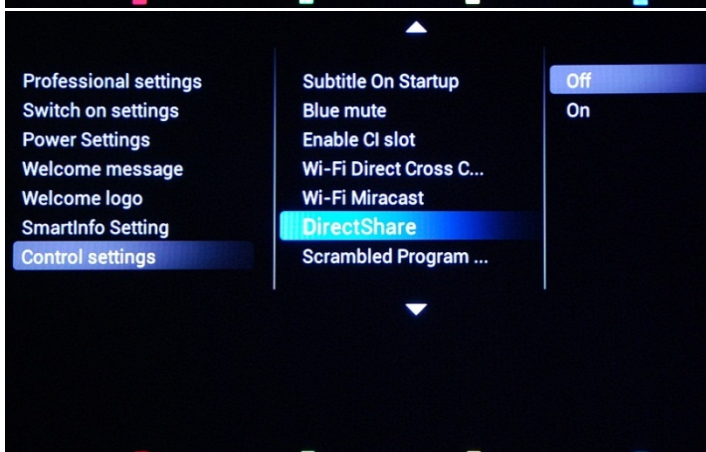 Professional settings
Switch on settings
Power Settings
Welcome message
Welcome logo
SmartInfo Setting
Control settings
Subtitle On Startup
Blue mute
Enable CI slot
Wi-Fi Direct Cross C...
Wi-Fi Miracast
DirectShare
Scrambled Program ...
Off
On